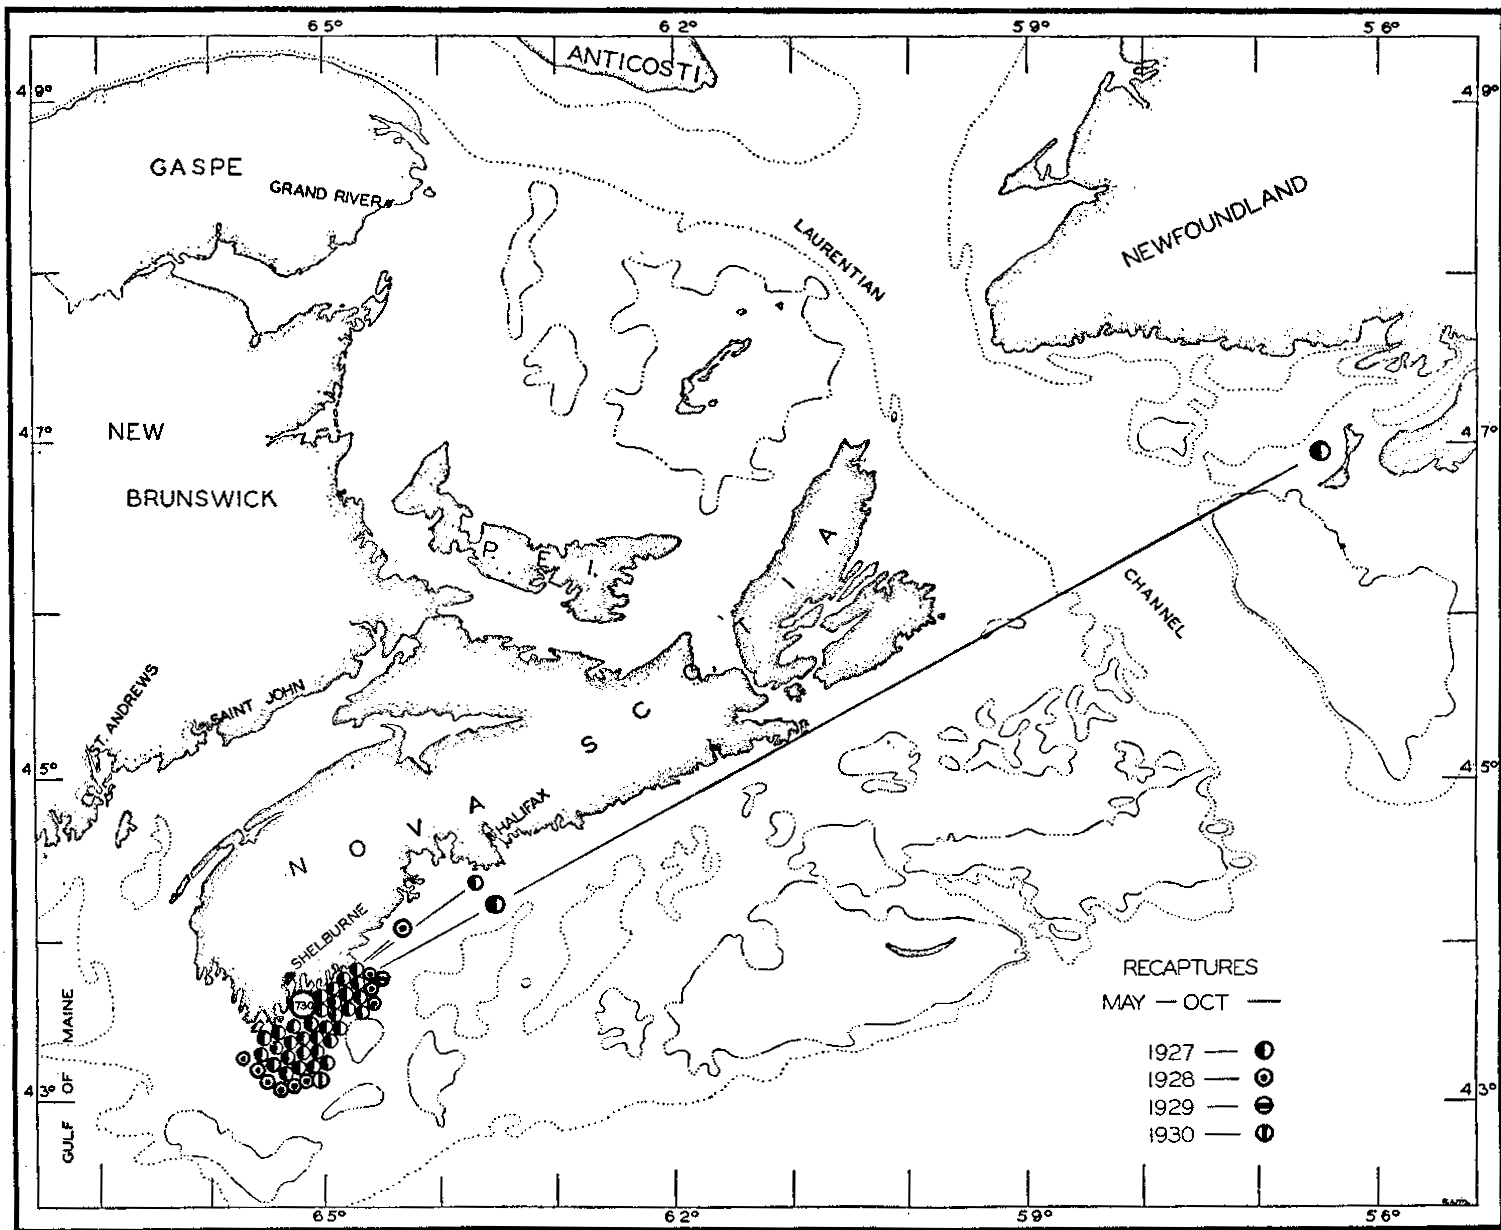 65° 62° 59° 56°
ANTICOSTI
49° 49°
GASPE
GRAND RIVER
LAURENTIAN
NEWFOUNDLAND
47° 47°
NEW
BRUNSWICK
P. E. I.
CHANNEL
ST. ANDREWS
SAINT JOHN
NOVA SCOTIA
45° 45°
HALIFAX
SHELBURNE
730
GULF OF MAINE
RECAPTURES
MAY — OCT —
1927 —
1928 —
1929 —
1930 —
43° 43°
65° 62° 59° 56°